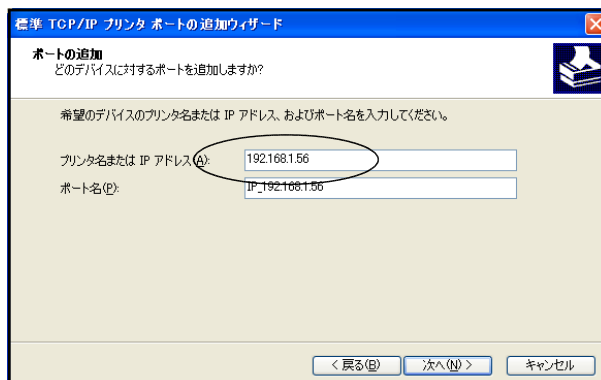 標準 TCP/IP プリンタ ポートの追加ウィザード
ポートの追加
どのデバイスに対するポートを追加しますか?
希望のデバイスのプリンタ名または IP アドレス、およびポート名を入力してください。
プリンタ名または IP アドレス(A): 192.168.1.56
ポート名(P): IP_192.168.1.56
< 戻る(B) 次へ(N) > キャンセル